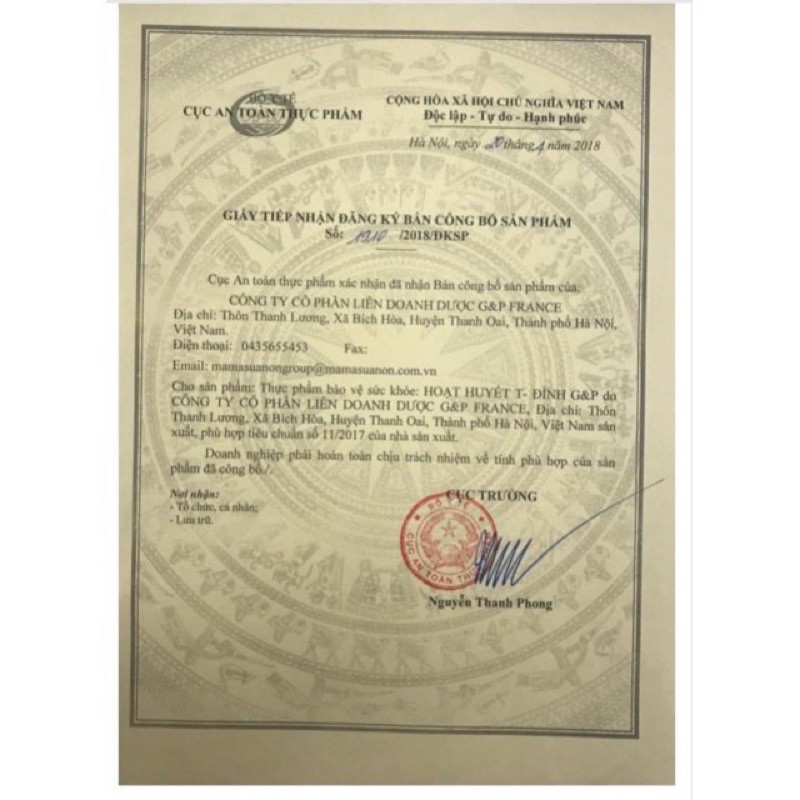 BỘ Y TẾ
CỤC AN TOÀN THỰC PHẨM
CỘNG HÒA XÃ HỘI CHỦ NGHĨA VIỆT NAM
Độc lập - Tự do - Hạnh phúc
Hà Nội, ngày 20 tháng 4 năm 2018
GIẤY TIẾP NHẬN ĐĂNG KÝ BẢN CÔNG BỐ SẢN PHẨM
Số: /2018/ĐKSP
Cục An toàn thực phẩm xác nhận đã nhận Bản công bố sản phẩm của:
CÔNG TY CỔ PHẦN LIÊN DOANH DƯỢC G&P FRANCE
Địa chỉ: Thôn Thanh Lương, Xã Bích Hòa, Huyện Thanh Oai, Thành phố Hà Nội,
Việt Nam.
Điện thoại: 0435655453 Fax:
Email: mamasuanongroup@mamasuanon.com.vn
Cho sản phẩm: Thực phẩm bảo vệ sức khỏe: HOẠT HUYẾT T- ĐÌNH G&P do
CÔNG TY CỔ PHẦN LIÊN DOANH DƯỢC G&P FRANCE, Địa chỉ: Thôn
Thanh Lương, Xã Bích Hòa, Huyện Thanh Oai, Thành phố Hà Nội, Việt Nam sản
xuất, phù hợp tiêu chuẩn số 11/2017 của nhà sản xuất.
Doanh nghiệp phải hoàn toàn chịu trách nhiệm về tính phù hợp của sản
phẩm đã công bố./.
Nơi nhận:
- Tổ chức, cá nhân;
- Lưu trữ.
CỤC TRƯỞNG
BỘ Y TẾ
CỤC AN TOÀN
Nguyễn Thanh Phong